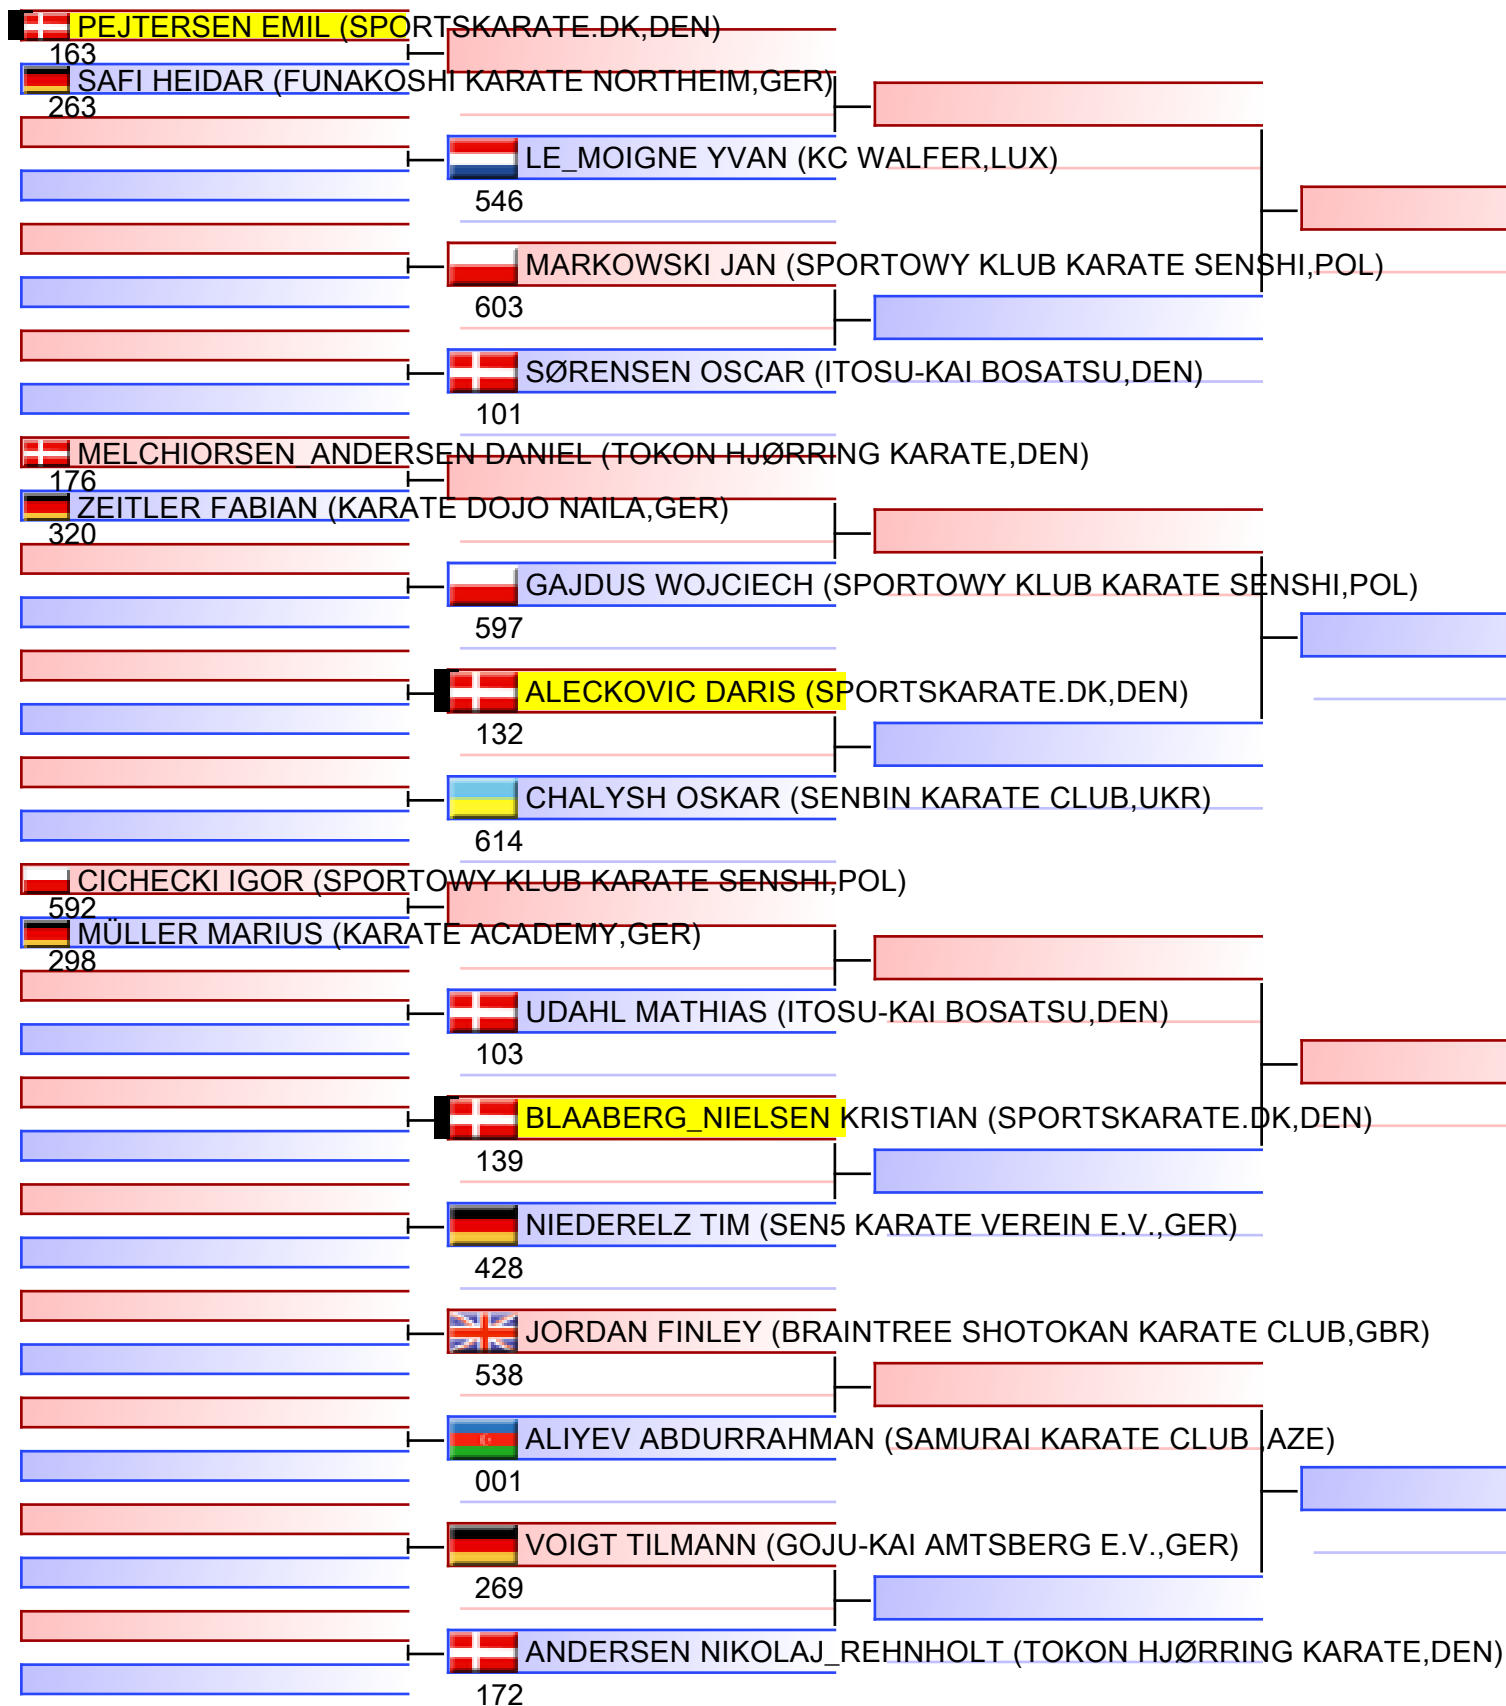 PEJTERSEN EMIL (SPORTSKARATE.DK,DEN)
163
SAFI HEIDAR (FUNAKOSHI KARATE NORTHEIM,GER)
263
LE_MOIGNE YVAN (KC WALFER,LUX)
546
MARKOWSKI JAN (SPORTOWY KLUB KARATE SENSHI,POL)
603
SØRENSEN OSCAR (ITOSU-KAI BOSATSU,DEN)
101
MELCHIORSEN_ANDERSEN DANIEL (TOKON HJØRRING KARATE,DEN)
176
ZEITLER FABIAN (KARATE DOJO NAILA,GER)
320
GAJDUS WOJCIECH (SPORTOWY KLUB KARATE SENSHI,POL)
597
ALECKOVIC DARIS (SPORTSKARATE.DK,DEN)
132
CHALYSH OSKAR (SENBIN KARATE CLUB,UKR)
614
CICHECKI IGOR (SPORTOWY KLUB KARATE SENSHI,POL)
592
MÜLLER MARIUS (KARATE ACADEMY,GER)
298
UDAHL MATHIAS (ITOSU-KAI BOSATSU,DEN)
103
BLAABERG_NIELSEN KRISTIAN (SPORTSKARATE.DK,DEN)
139
NIEDERELZ TIM (SEN5 KARATE VEREIN E.V.,GER)
428
JORDAN FINLEY (BRAINTREE SHOTOKAN KARATE CLUB,GBR)
538
ALIYEV ABDURRAHMAN (SAMURAI KARATE CLUB ,AZE)
001
VOIGT TILMANN (GOJU-KAI AMTSBERG E.V.,GER)
269
ANDERSEN NIKOLAJ_REHNHOLT (TOKON HJØRRING KARATE,DEN)
172